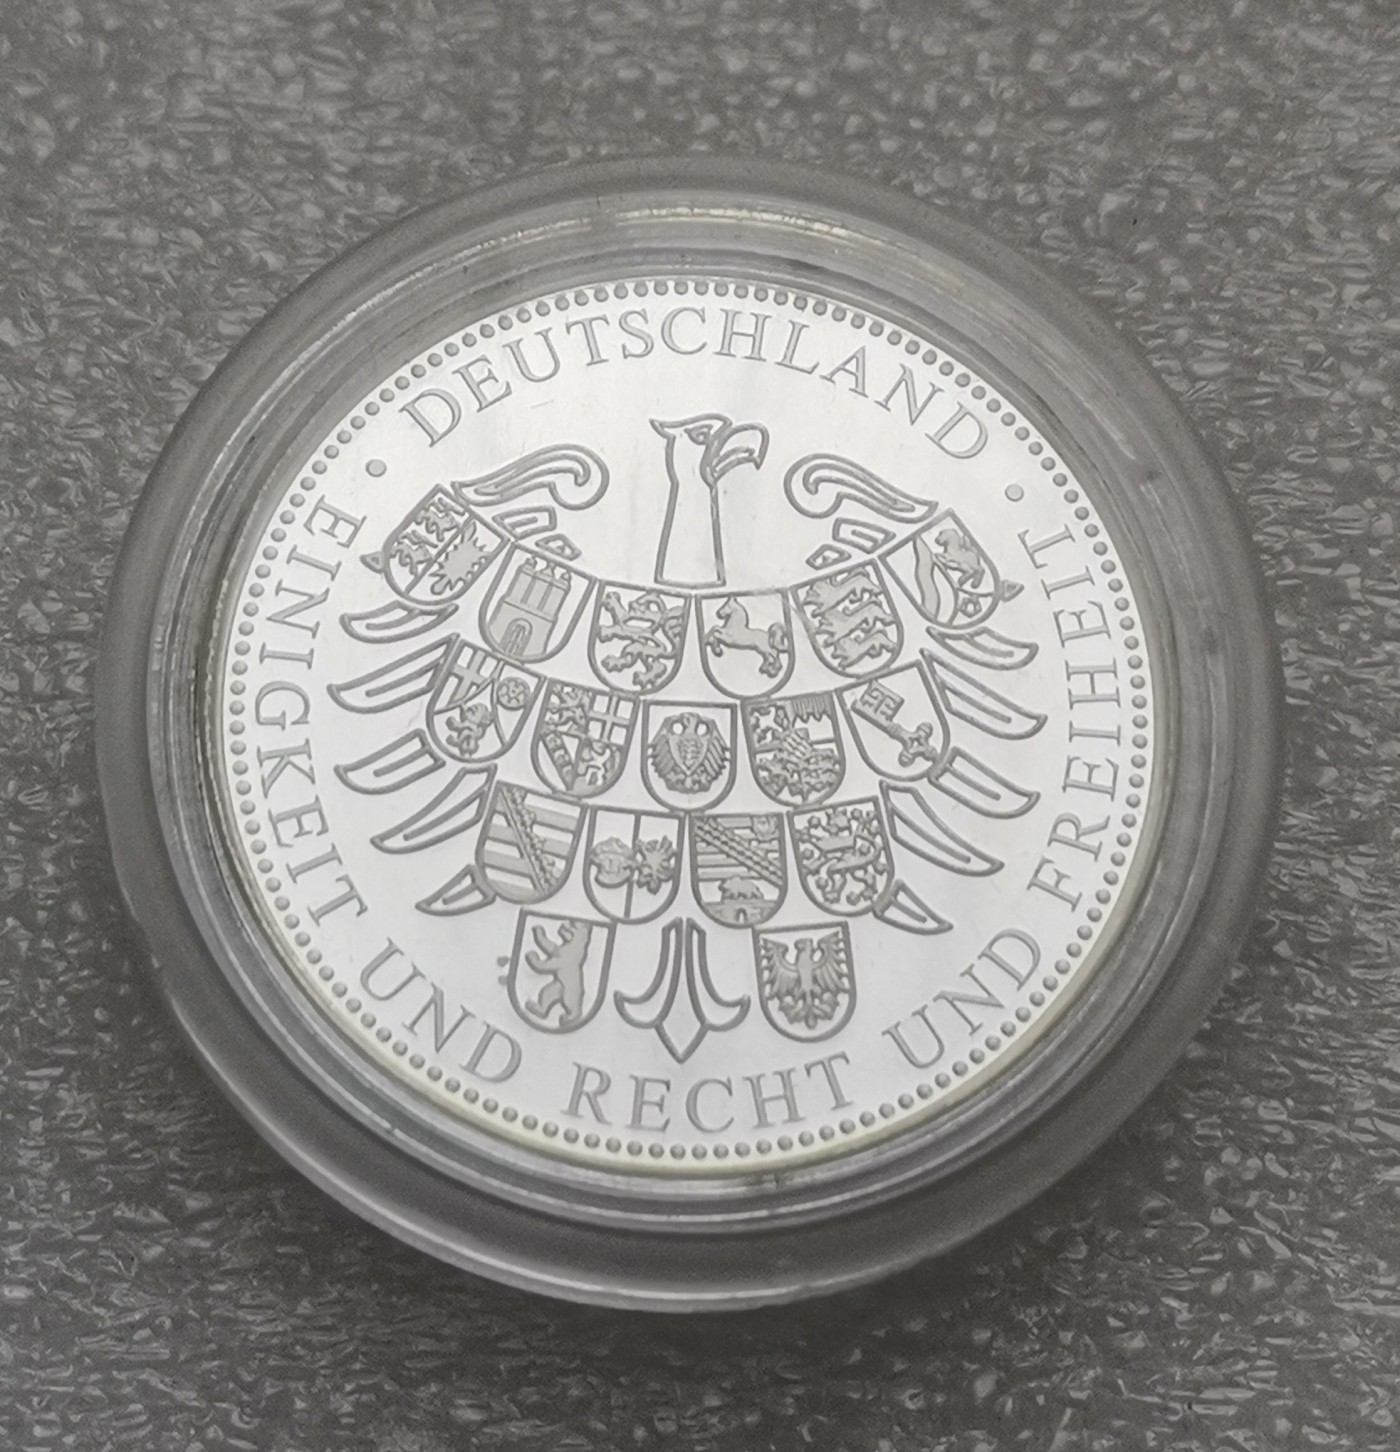 · DEUTSCHLAND ·
EINIGKEIT UND RECHT UND FREIHEIT